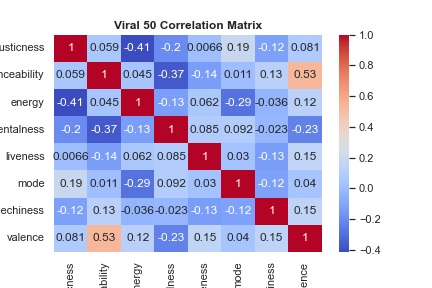 Viral 50 Correlation Matrix
usticness 1 0.059 -0.41 -0.2 0.0066 0.19 -0.12 0.081
nceability 0.059 1 0.045 -0.37 -0.14 0.011 0.13 0.53
energy -0.41 0.045 1 -0.13 0.062 -0.29 -0.036 0.12
entalness -0.2 -0.37 -0.13 1 0.085 0.092 -0.023 -0.23
liveness 0.0066 -0.14 0.062 0.085 1 0.03 -0.13 0.15
mode 0.19 0.011 -0.29 0.092 0.03 1 -0.12 0.04
echiness -0.12 0.13 -0.036 -0.023 -0.13 -0.12 1 0.15
valence 0.081 0.53 0.12 -0.23 0.15 0.04 0.15 1
cness
ability
ergy
lness
eness
mode
iness
ence
1.0
0.8
0.6
0.4
0.2
0.0
−0.2
−0.4